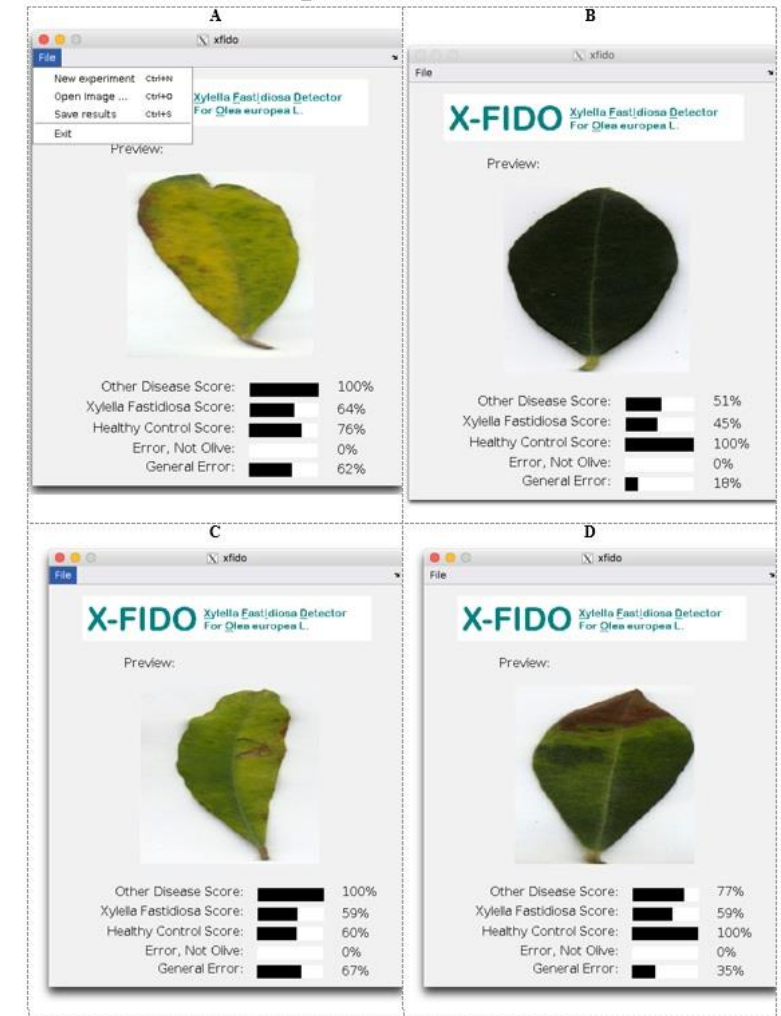 A
xfido
File
New experiment Ctrl+N
Open Image ... Ctrl+O
Save results Ctrl+S
Exit
Xylella Fastidiosa Detector
For Olea europea L.
Preview:
Other Disease Score: 100%
Xylella Fastidiosa Score: 64%
Healthy Control Score: 76%
Error, Not Olive: 0%
General Error: 62%
B
xfido
File
X-FIDO Xylella Fastidiosa Detector
For Olea europea L.
Preview:
Other Disease Score: 51%
Xylella Fastidiosa Score: 45%
Healthy Control Score: 100%
Error, Not Olive: 0%
General Error: 18%
C
xfido
File
X-FIDO Xylella Fastidiosa Detector
For Olea europea L.
Preview:
Other Disease Score: 100%
Xylella Fastidiosa Score: 59%
Healthy Control Score: 60%
Error, Not Olive: 0%
General Error: 67%
D
xfido
File
X-FIDO Xylella Fastidiosa Detector
For Olea europea L.
Preview:
Other Disease Score: 77%
Xylella Fastidiosa Score: 59%
Healthy Control Score: 100%
Error, Not Olive: 0%
General Error: 35%